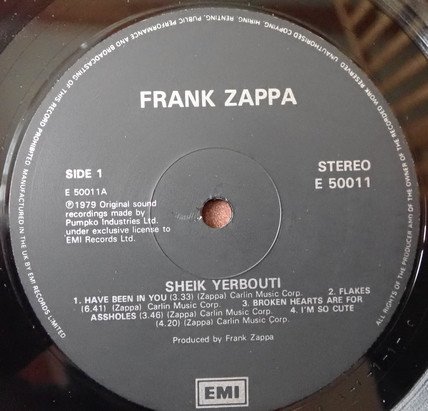 UNAUTHORISED COPYING, HIRING, RENTING, PUBLIC PERFORMANCE AND BROADCASTING OF THIS RECORD PROHIBITED MANUFACTURED IN THE UK BY EMI RECORDS LIMITED
ALL RIGHTS OF THE PRODUCER AND OF THE OWNER OF THE RECORDED WORK RESERVED
FRANK ZAPPA
SIDE 1
STEREO
E 50011A
E 50011
℗1979 Original sound
recordings made by
Pumpko Industries Ltd.
under exclusive license to
EMI Records Ltd.
SHEIK YERBOUTI
1. HAVE BEEN IN YOU (3.33) (Zappa) Carlin Music Corp. 2. FLAKES
(6.41) (Zappa) Carlin Music Corp. 3. BROKEN HEARTS ARE FOR
ASSHOLES (3.46) (Zappa) Carlin Music Corp. 4. I'M SO CUTE
(4.20) (Zappa) Carlin Music Corp.
Produced by Frank Zappa
EMI